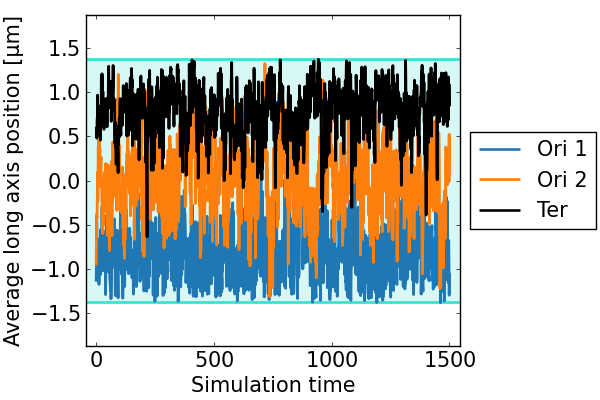 Average long axis position [µm]
1.5
1.0
0.5
0.0
−0.5
−1.0
−1.5
0
500
1000
1500
Simulation time
Ori 1
Ori 2
Ter